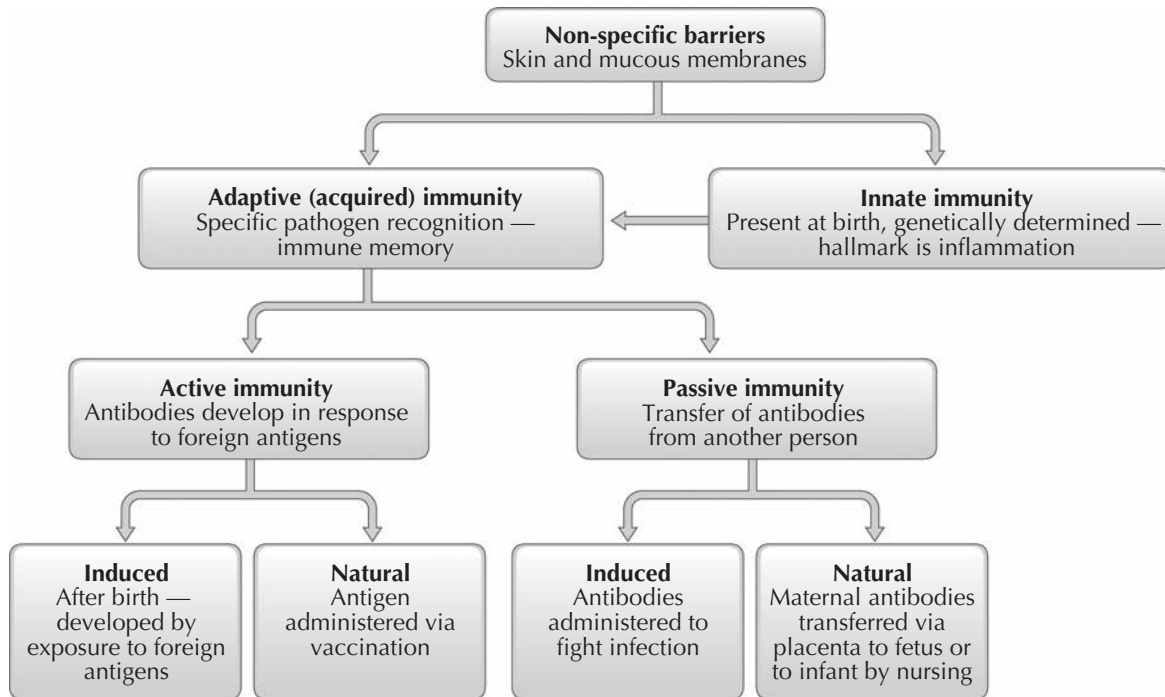 Non-specific barriers
Skin and mucous membranes
Adaptive (acquired) immunity
Specific pathogen recognition —
immune memory
Innate immunity
Present at birth, genetically determined —
hallmark is inflammation
Active immunity
Antibodies develop in response
to foreign antigens
Passive immunity
Transfer of antibodies
from another person
Induced
After birth —
developed by
exposure to foreign
antigens
Natural
Antigen
administered via
vaccination
Induced
Antibodies
administered to
fight infection
Natural
Maternal antibodies
transferred via
placenta to fetus or
to infant by nursing